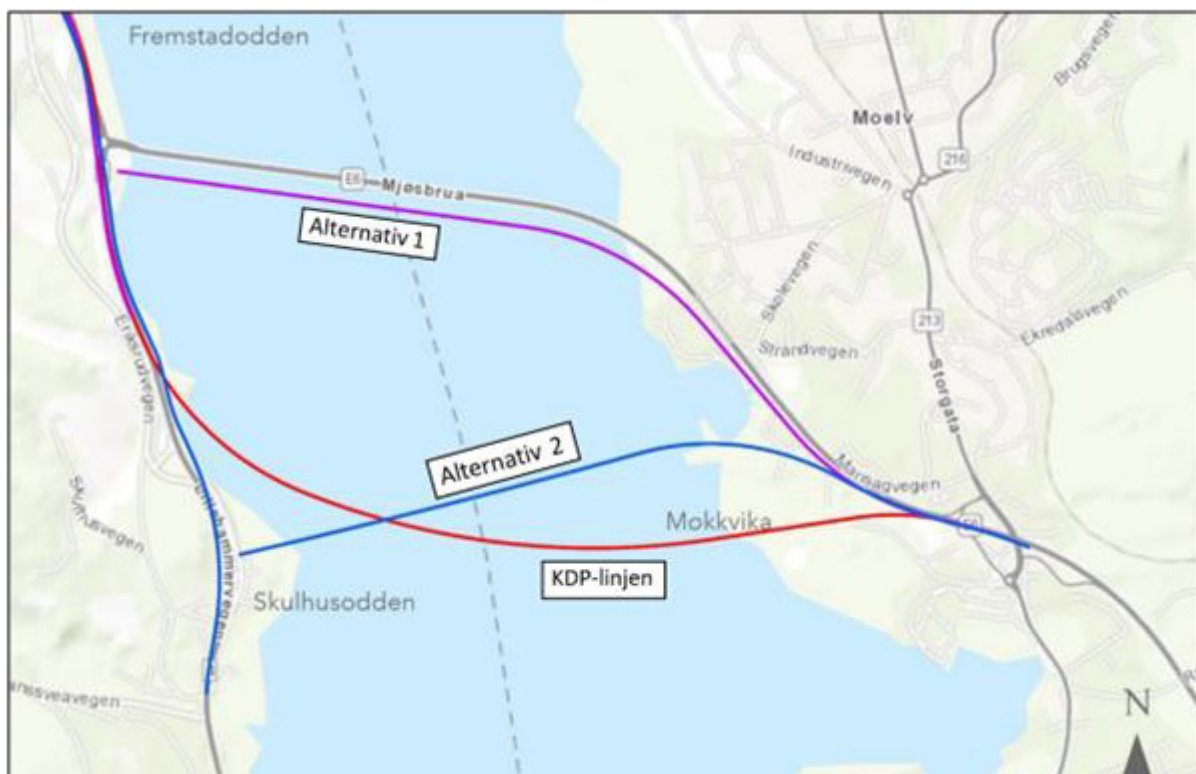 Fremstadodden
Moelv
Brugsvegen
Industrivegen
216
E6
Mjøsbrua
Alternativ 1
Skolevegen
213
Ekredalsvegen
Strandvegen
Storgata
Alternativ 2
Møkkvika
E6
KDP-linjen
Skulhusodden
N